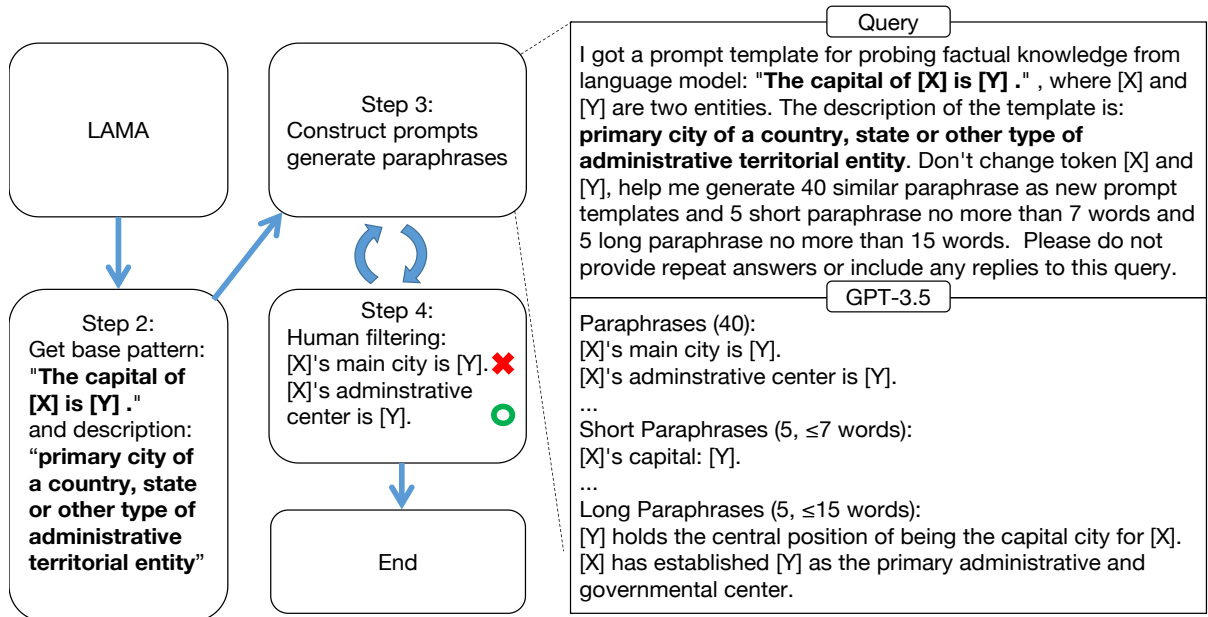 LAMA
Step 2:
Get base pattern:
"The capital of
[X] is [Y] ."
and description:
“primary city of
a country, state
or other type of
administrative
territorial entity”
Step 3:
Construct prompts
generate paraphrases
Step 4:
Human filtering:
[X]'s main city is [Y].
[X]'s adminstrative
center is [Y].
End
Query
I got a prompt template for probing factual knowledge from
language model: "The capital of [X] is [Y] ." , where [X] and
[Y] are two entities. The description of the template is:
primary city of a country, state or other type of
administrative territorial entity. Don't change token [X] and
[Y], help me generate 40 similar paraphrase as new prompt
templates and 5 short paraphrase no more than 7 words and
5 long paraphrase no more than 15 words. Please do not
provide repeat answers or include any replies to this query.
GPT-3.5
Paraphrases (40):
[X]'s main city is [Y].
[X]'s adminstrative center is [Y].
...
Short Paraphrases (5, ≤7 words):
[X]'s capital: [Y].
...
Long Paraphrases (5, ≤15 words):
[Y] holds the central position of being the capital city for [X].
[X] has established [Y] as the primary administrative and
governmental center.